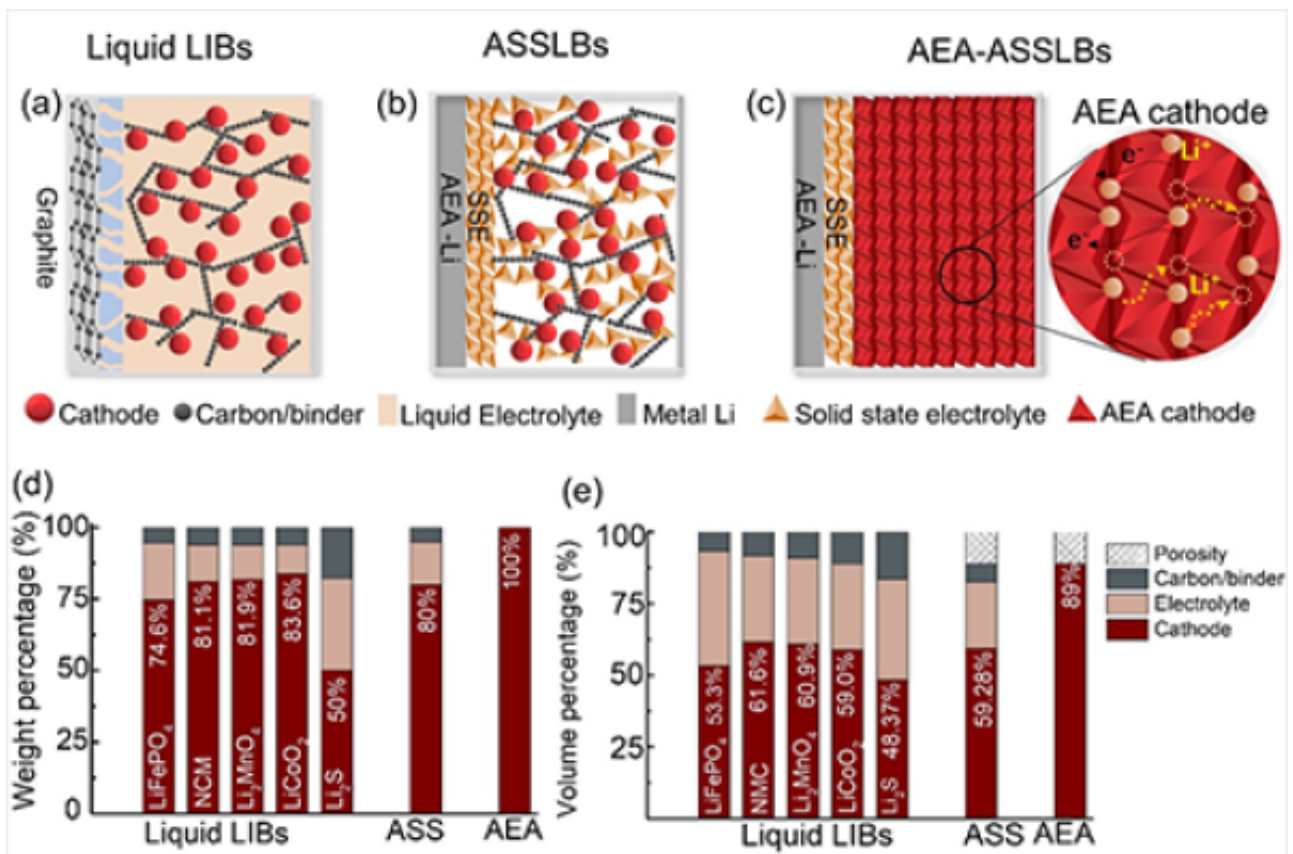 Liquid LIBs
ASSLBs
AEA-ASSLBs
(a)
(b)
(c)
AEA cathode
Graphite
AEA -Li
SSE
AEA -Li
SSE
e⁻
Li⁺
e⁻
Li⁺
Cathode
Carbon/binder
Liquid Electrolyte
Metal Li
Solid state electrolyte
AEA cathode
(d)
Weight percentage (%)
100
75
50
25
0
LiFePO₄ 74.6%
NCM 81.1%
Li₂MnO₄ 81.9%
LiCoO₂ 83.6%
Li₂S 50%
80%
100%
Liquid LIBs
ASS
AEA
(e)
Volume percentage (%)
100
75
50
25
LiFePO₄ 53.3%
NMC 61.6%
Li₂MnO₄ 60.9%
LiCoO₂ 59.0%
Li₂S 48.37%
59.28%
89%
Liquid LIBs
ASS
AEA
Porosity
Carbon/binder
Electrolyte
Cathode